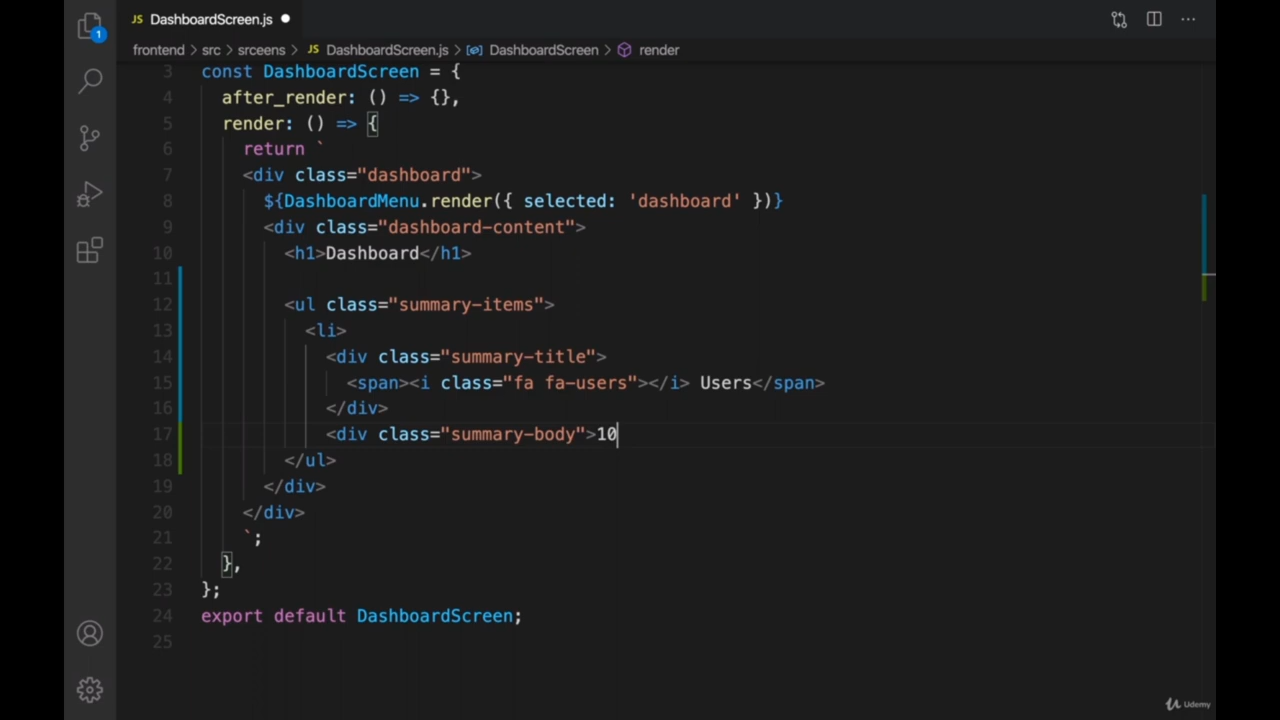 JS DashboardScreen.js
1
frontend > src > srceens > JS DashboardScreen.js > DashboardScreen > render
3 const DashboardScreen = {
4 after_render: () => {},
5 render: () => {
6 return `
7 <div class="dashboard">
8 ${DashboardMenu.render({ selected: 'dashboard' })}
9 <div class="dashboard-content">
10 <h1>Dashboard</h1>
11
12 <ul class="summary-items">
13 <li>
14 <div class="summary-title">
15 <span><i class="fa fa-users"></i> Users</span>
16 </div>
17 <div class="summary-body">10
18 </ul>
19 </div>
20 </div>
21 `;
22 },
23 };
24 export default DashboardScreen;
25
Udemy